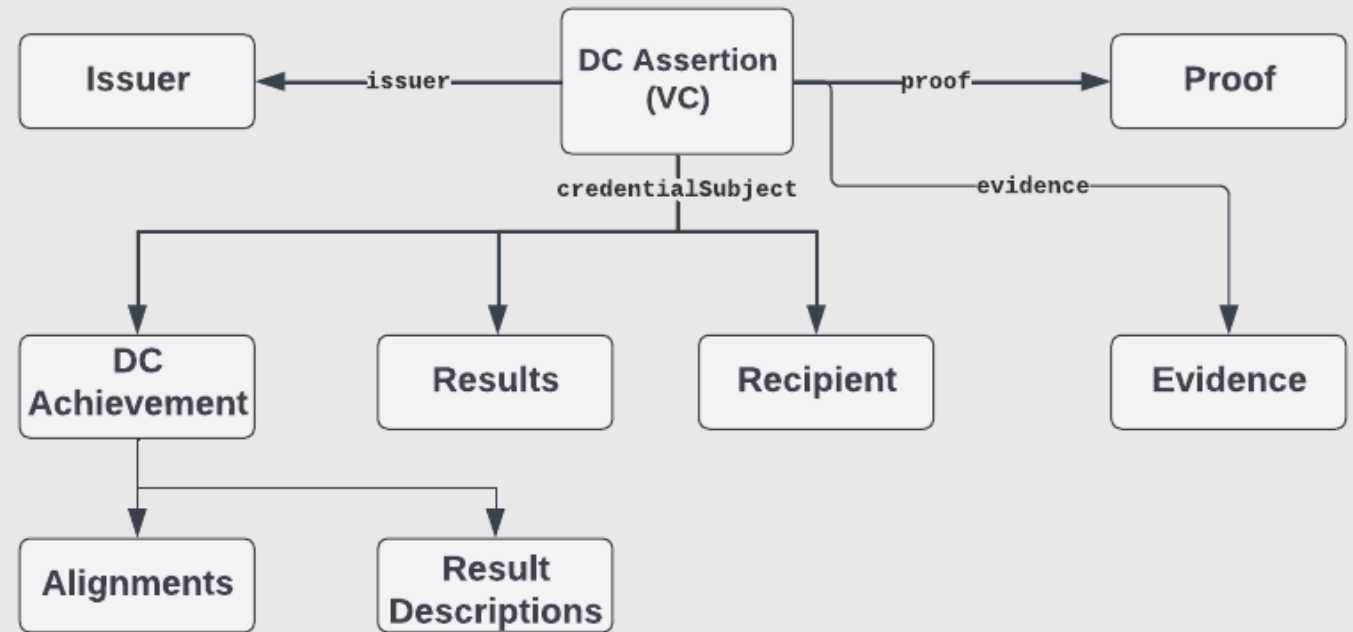 Issuer
issuer
DC Assertion
(VC)
proof
Proof
credentialSubject
evidence
DC
Achievement
Results
Recipient
Evidence
Alignments
Result
Descriptions